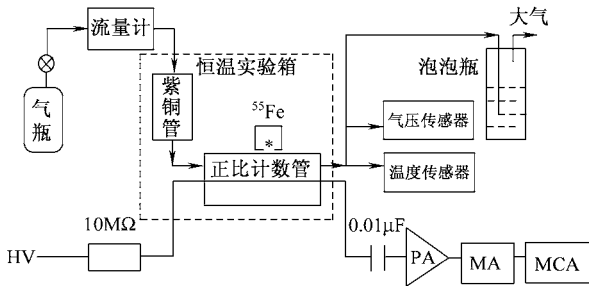 大气
流量计
恒温实验箱
泡泡瓶
紫铜管
气瓶
⁵⁵Fe
*
气压传感器
正比计数管
温度传感器
10MΩ
0.01μF
HV
PA
MA
MCA